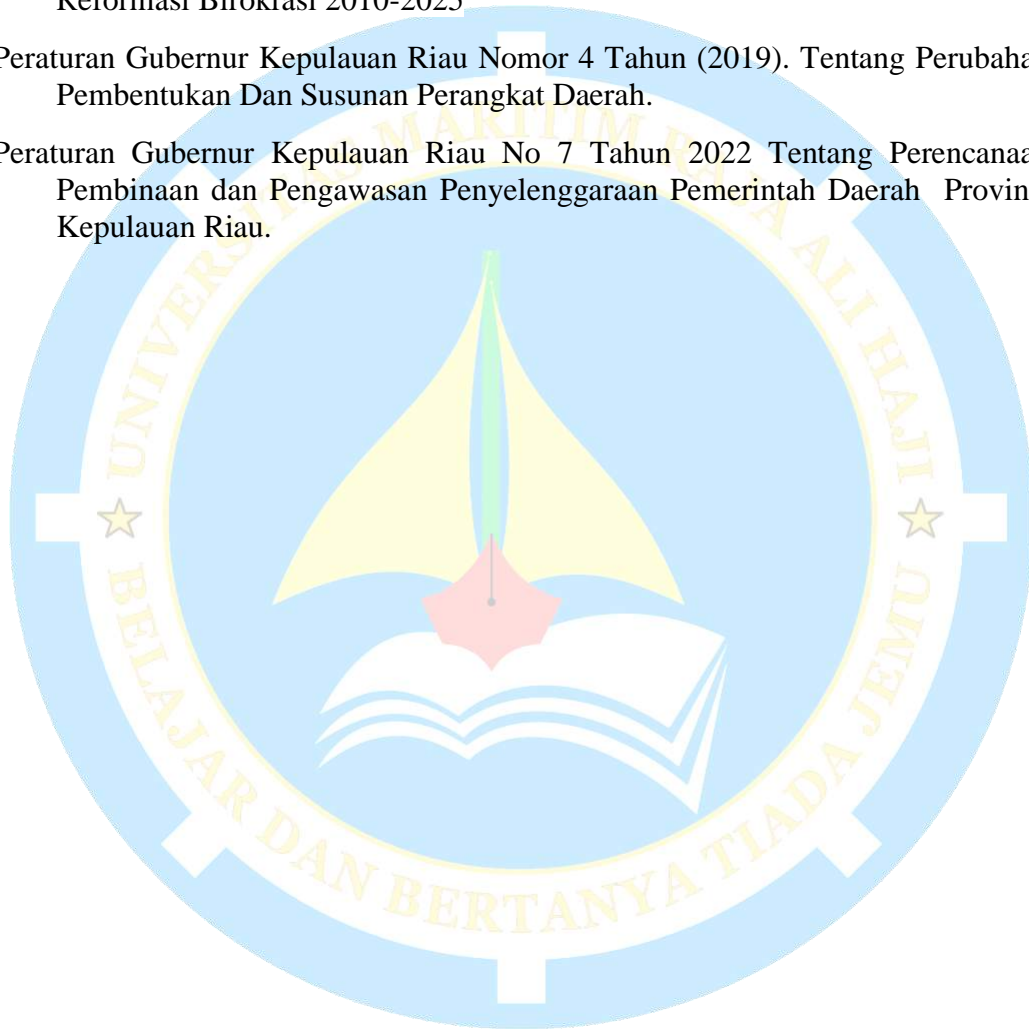 Reformasi Birokrasi 2010-2025
Peraturan Gubernur Kepulauan Riau Nomor 4 Tahun (2019). Tentang Perubaha
Pembentukan Dan Susunan Perangkat Daerah.
Peraturan Gubernur Kepulauan Riau No 7 Tahun 2022 Tentang Perencanaa
Pembinaan dan Pengawasan Penyelenggaraan Pemerintah Daerah Provin
Kepulauan Riau.
UNIVERSITAS MARITIM RAJA ALI HAJI
BELAJAR DAN BERTANYA TIADA JEMU